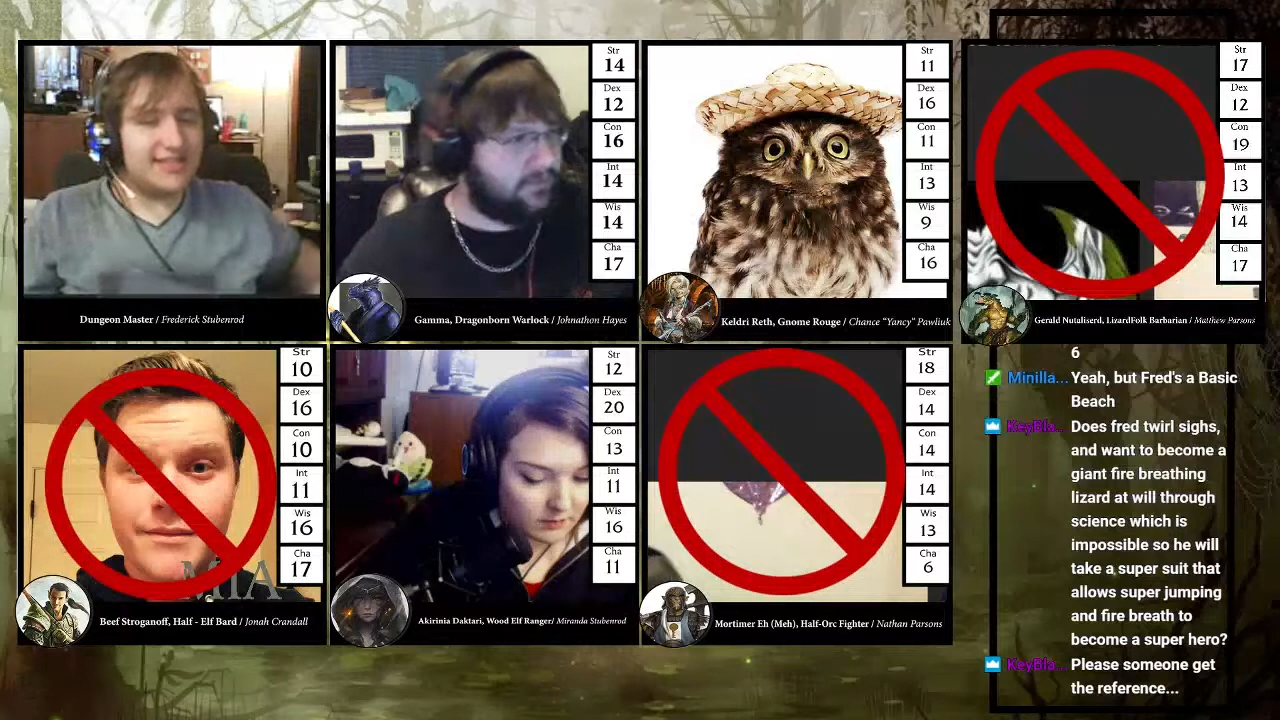 Dungeon Master / Frederick Stubenrod
Str
14
Dex
12
Con
16
Int
14
Wis
14
Cha
17
Gamma, Dragonborn Warlock / Johnathon Hayes
Str
11
Dex
16
Con
11
Int
13
Wis
9
Cha
16
Keldri Reth, Gnome Rouge / Chance "Yancy" Pawliuk
Str
17
Dex
12
Con
19
Int
13
Wis
14
Cha
17
Gerald Nutaliserd, LizardFolk Barbarian / Matthew Parsons
Str
10
Dex
16
Con
10
Int
11
Wis
16
Cha
17
MIA
Beef Stroganoff, Half - Elf Bard / Jonah Crandall
Str
12
Dex
20
Con
13
Int
11
Wis
16
Cha
11
Akirinia Daktari, Wood Elf Ranger/ Miranda Stubenrod
Str
18
Dex
14
Con
14
Int
14
Wis
13
Cha
6
Mortimer Eh (Meh), Half-Orc Fighter / Nathan Parsons
6
Minilla... Yeah, but Fred's a Basic
Beach
KeyBla... Does fred twirl sighs,
and want to become a
giant fire breathing
lizard at will through
science which is
impossible so he will
take a super suit that
allows super jumping
and fire breath to
become a super hero?
KeyBla... Please someone get
the reference...